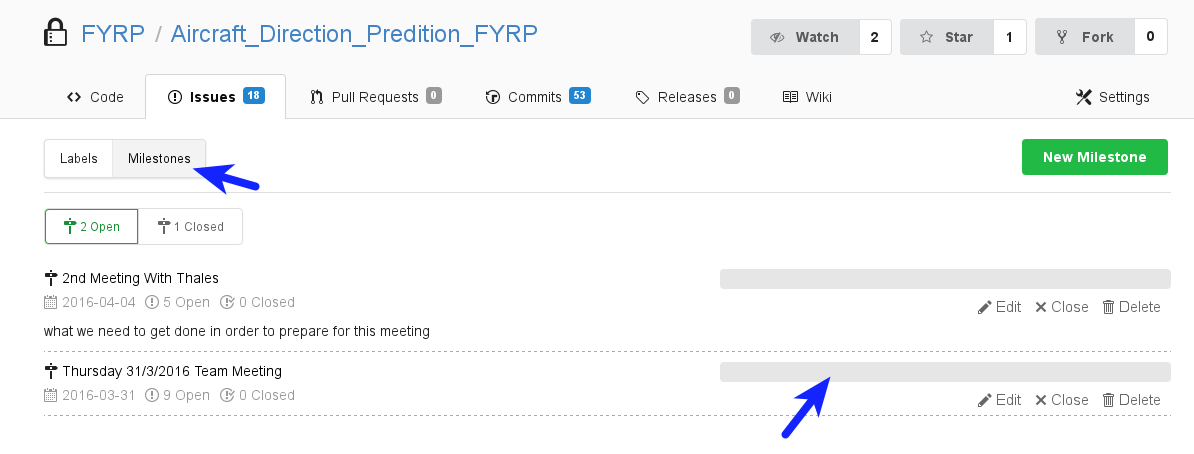 FYRP / Aircraft_Direction_Predition_FYRP
Watch 2 Star 1 Fork 0
Code Issues 18 Pull Requests 0 Commits 53 Releases 0 Wiki Settings
Labels Milestones New Milestone
2 Open 1 Closed
2nd Meeting With Thales
2016-04-04 5 Open 0 Closed Edit Close Delete
what we need to get done in order to prepare for this meeting
Thursday 31/3/2016 Team Meeting
2016-03-31 9 Open 0 Closed Edit Close Delete